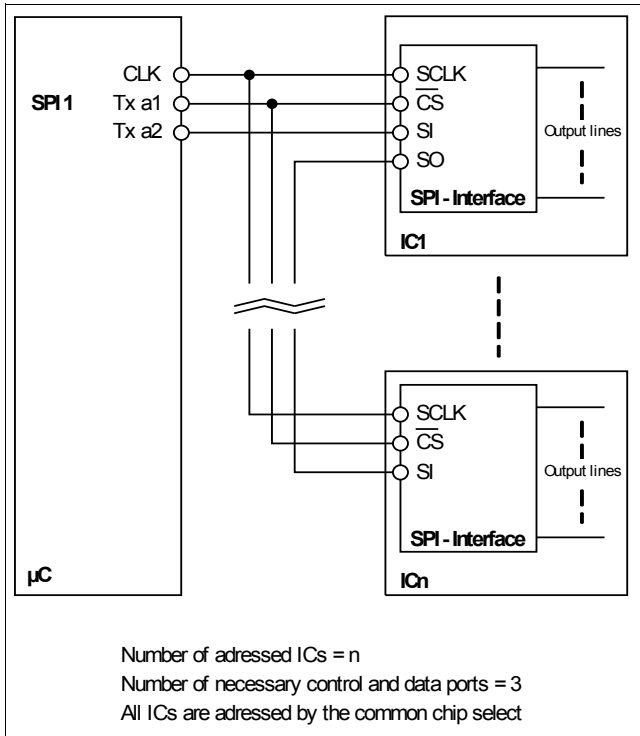 SPI 1
CLK
Tx a1
Tx a2
µC
SCLK
CS
SI
SO
SPI - Interface
Output lines
IC1
SCLK
CS
SI
SPI - Interface
Output lines
ICn
Number of adressed ICs = n
Number of necessary control and data ports = 3
All ICs are adressed by the common chip select